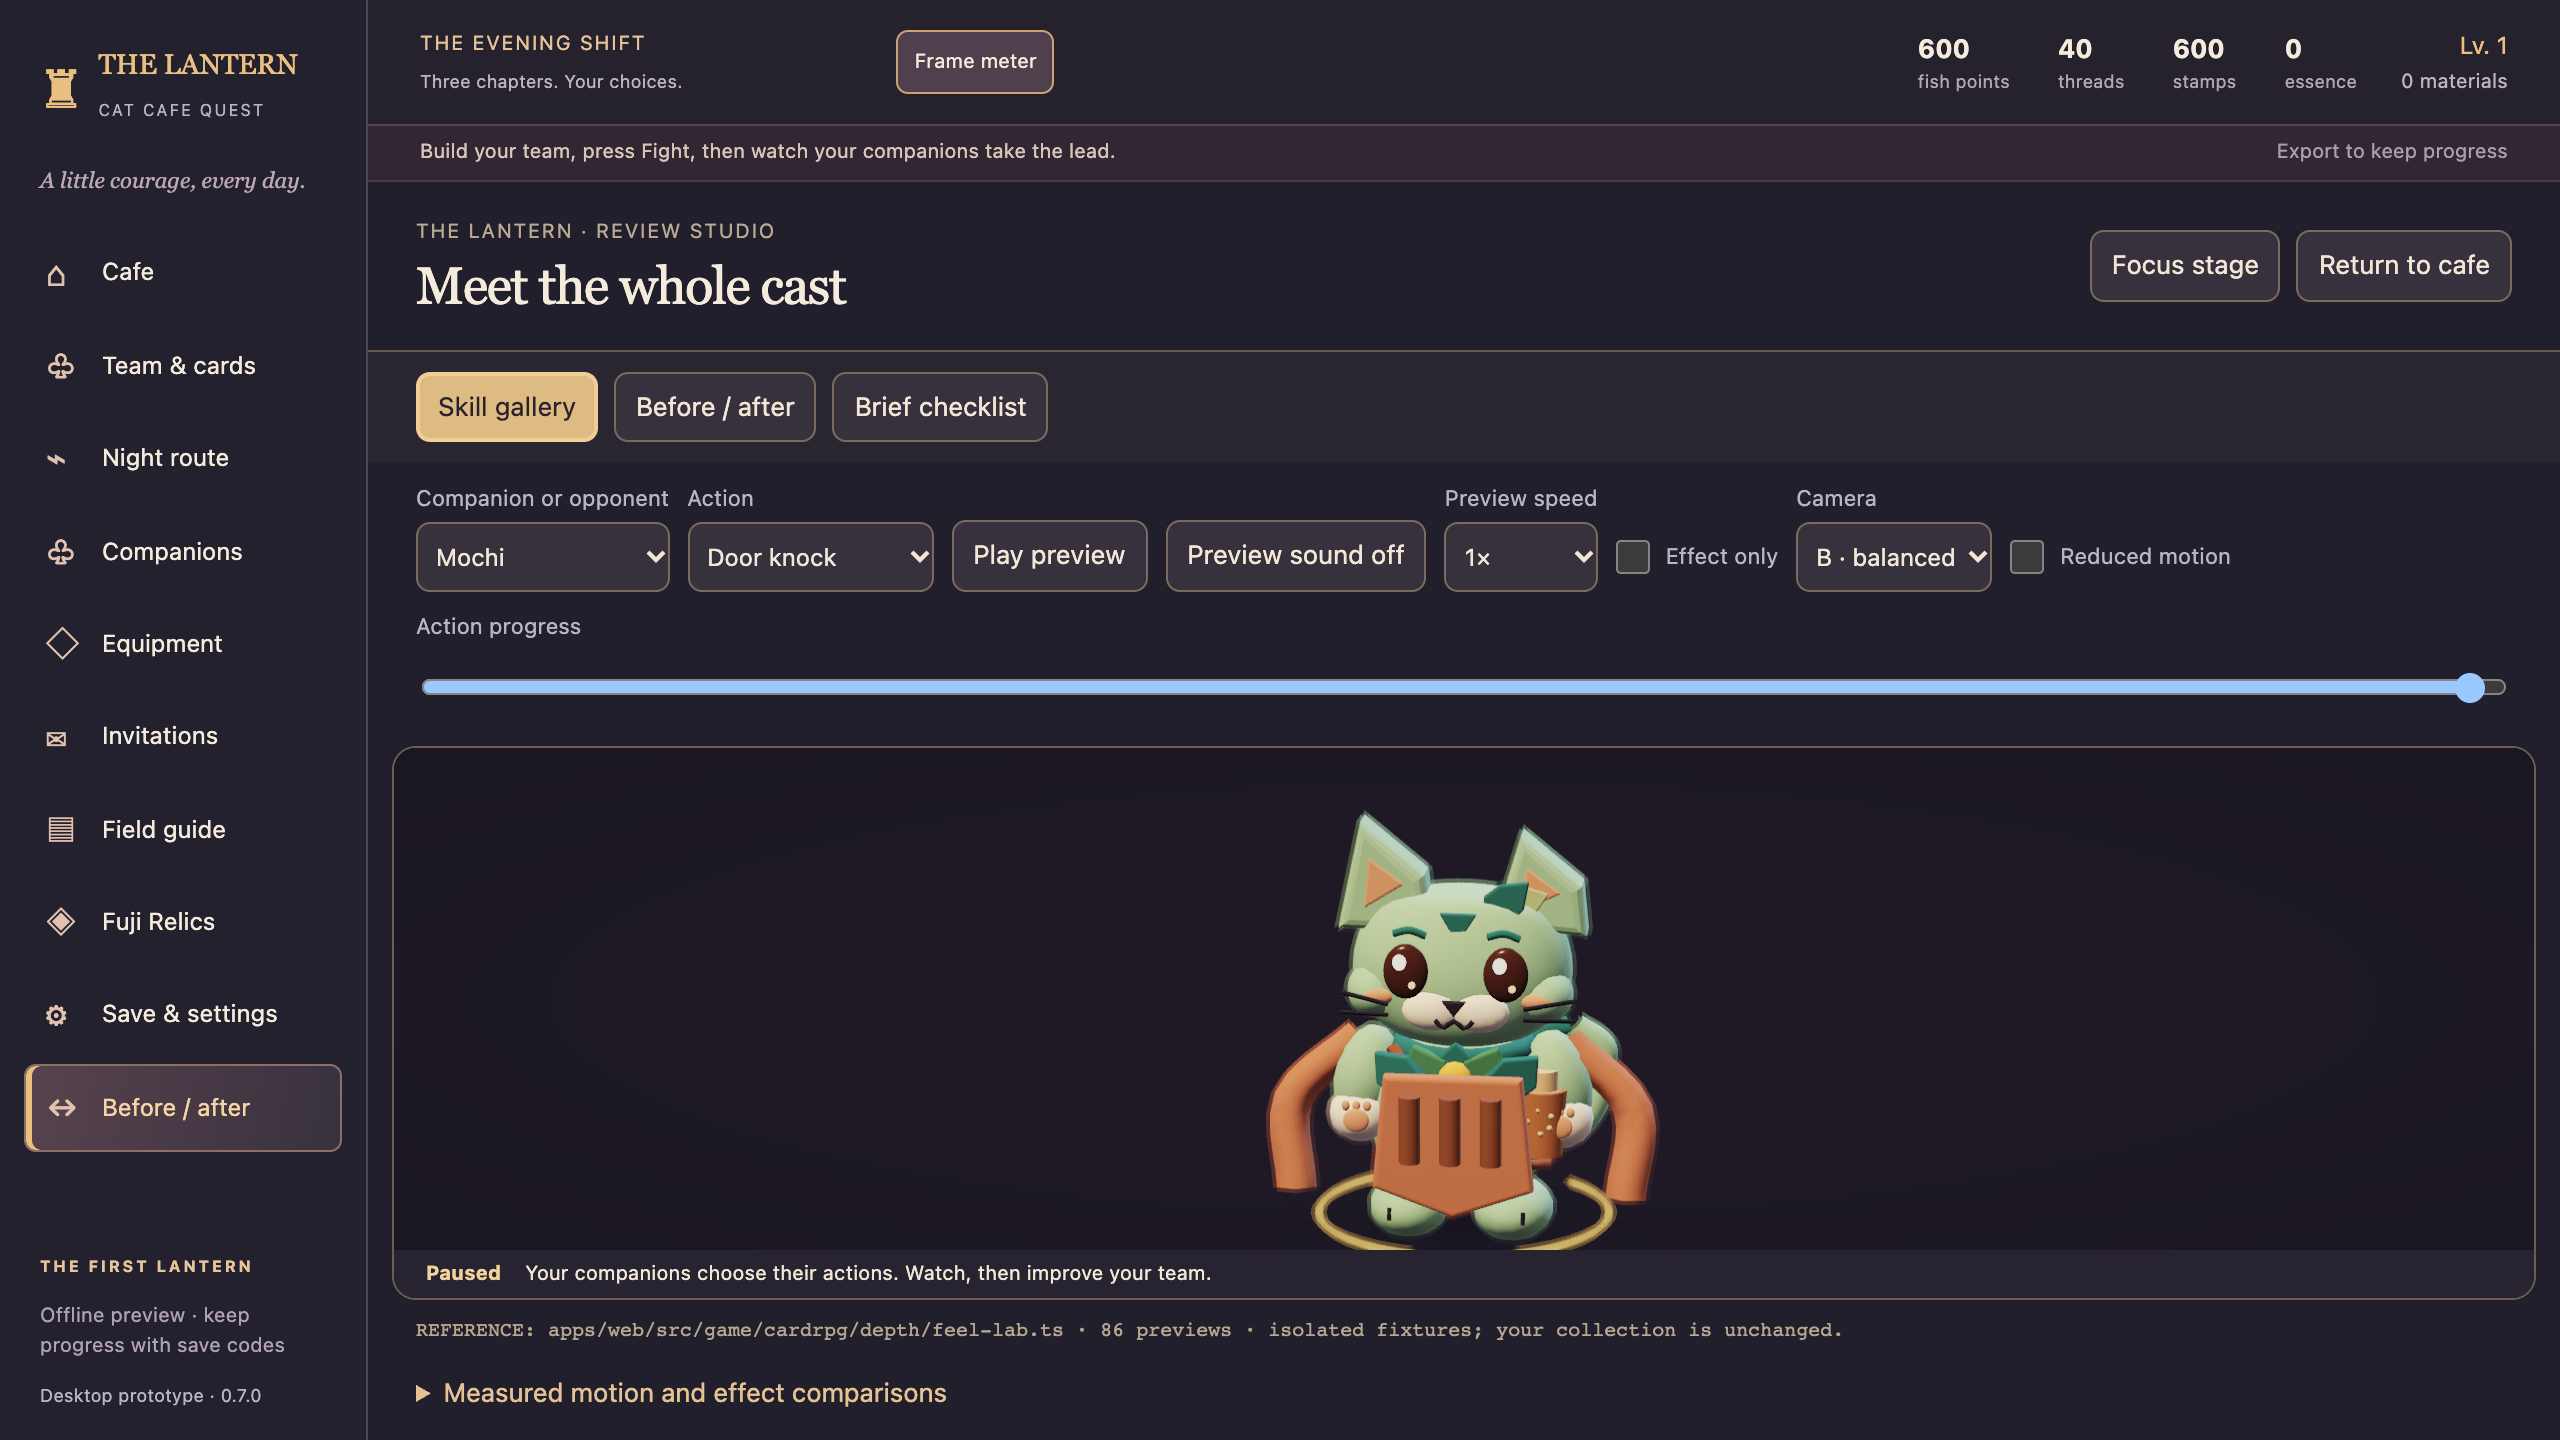 THE LANTERN
CAT CAFE QUEST
A little courage, every day.
Cafe
Team & cards
Night route
Companions
Equipment
Invitations
Field guide
Fuji Relics
Save & settings
Before / after
THE FIRST LANTERN
Offline preview · keep
progress with save codes
Desktop prototype · 0.7.0
THE EVENING SHIFT
Three chapters. Your choices.
Frame meter
600 40 600 0 Lv. 1
fish points threads stamps essence 0 materials
Build your team, press Fight, then watch your companions take the lead. Export to keep progress
THE LANTERN · REVIEW STUDIO
Meet the whole cast
Focus stage Return to cafe
Skill gallery Before / after Brief checklist
Companion or opponent Action Preview speed Camera
Mochi Door knock Play preview Preview sound off 1× Effect only B · balanced Reduced motion
Action progress
Paused Your companions choose their actions. Watch, then improve your team.
REFERENCE: apps/web/src/game/cardrpg/depth/feel-lab.ts · 86 previews · isolated fixtures; your collection is unchanged.
Measured motion and effect comparisons